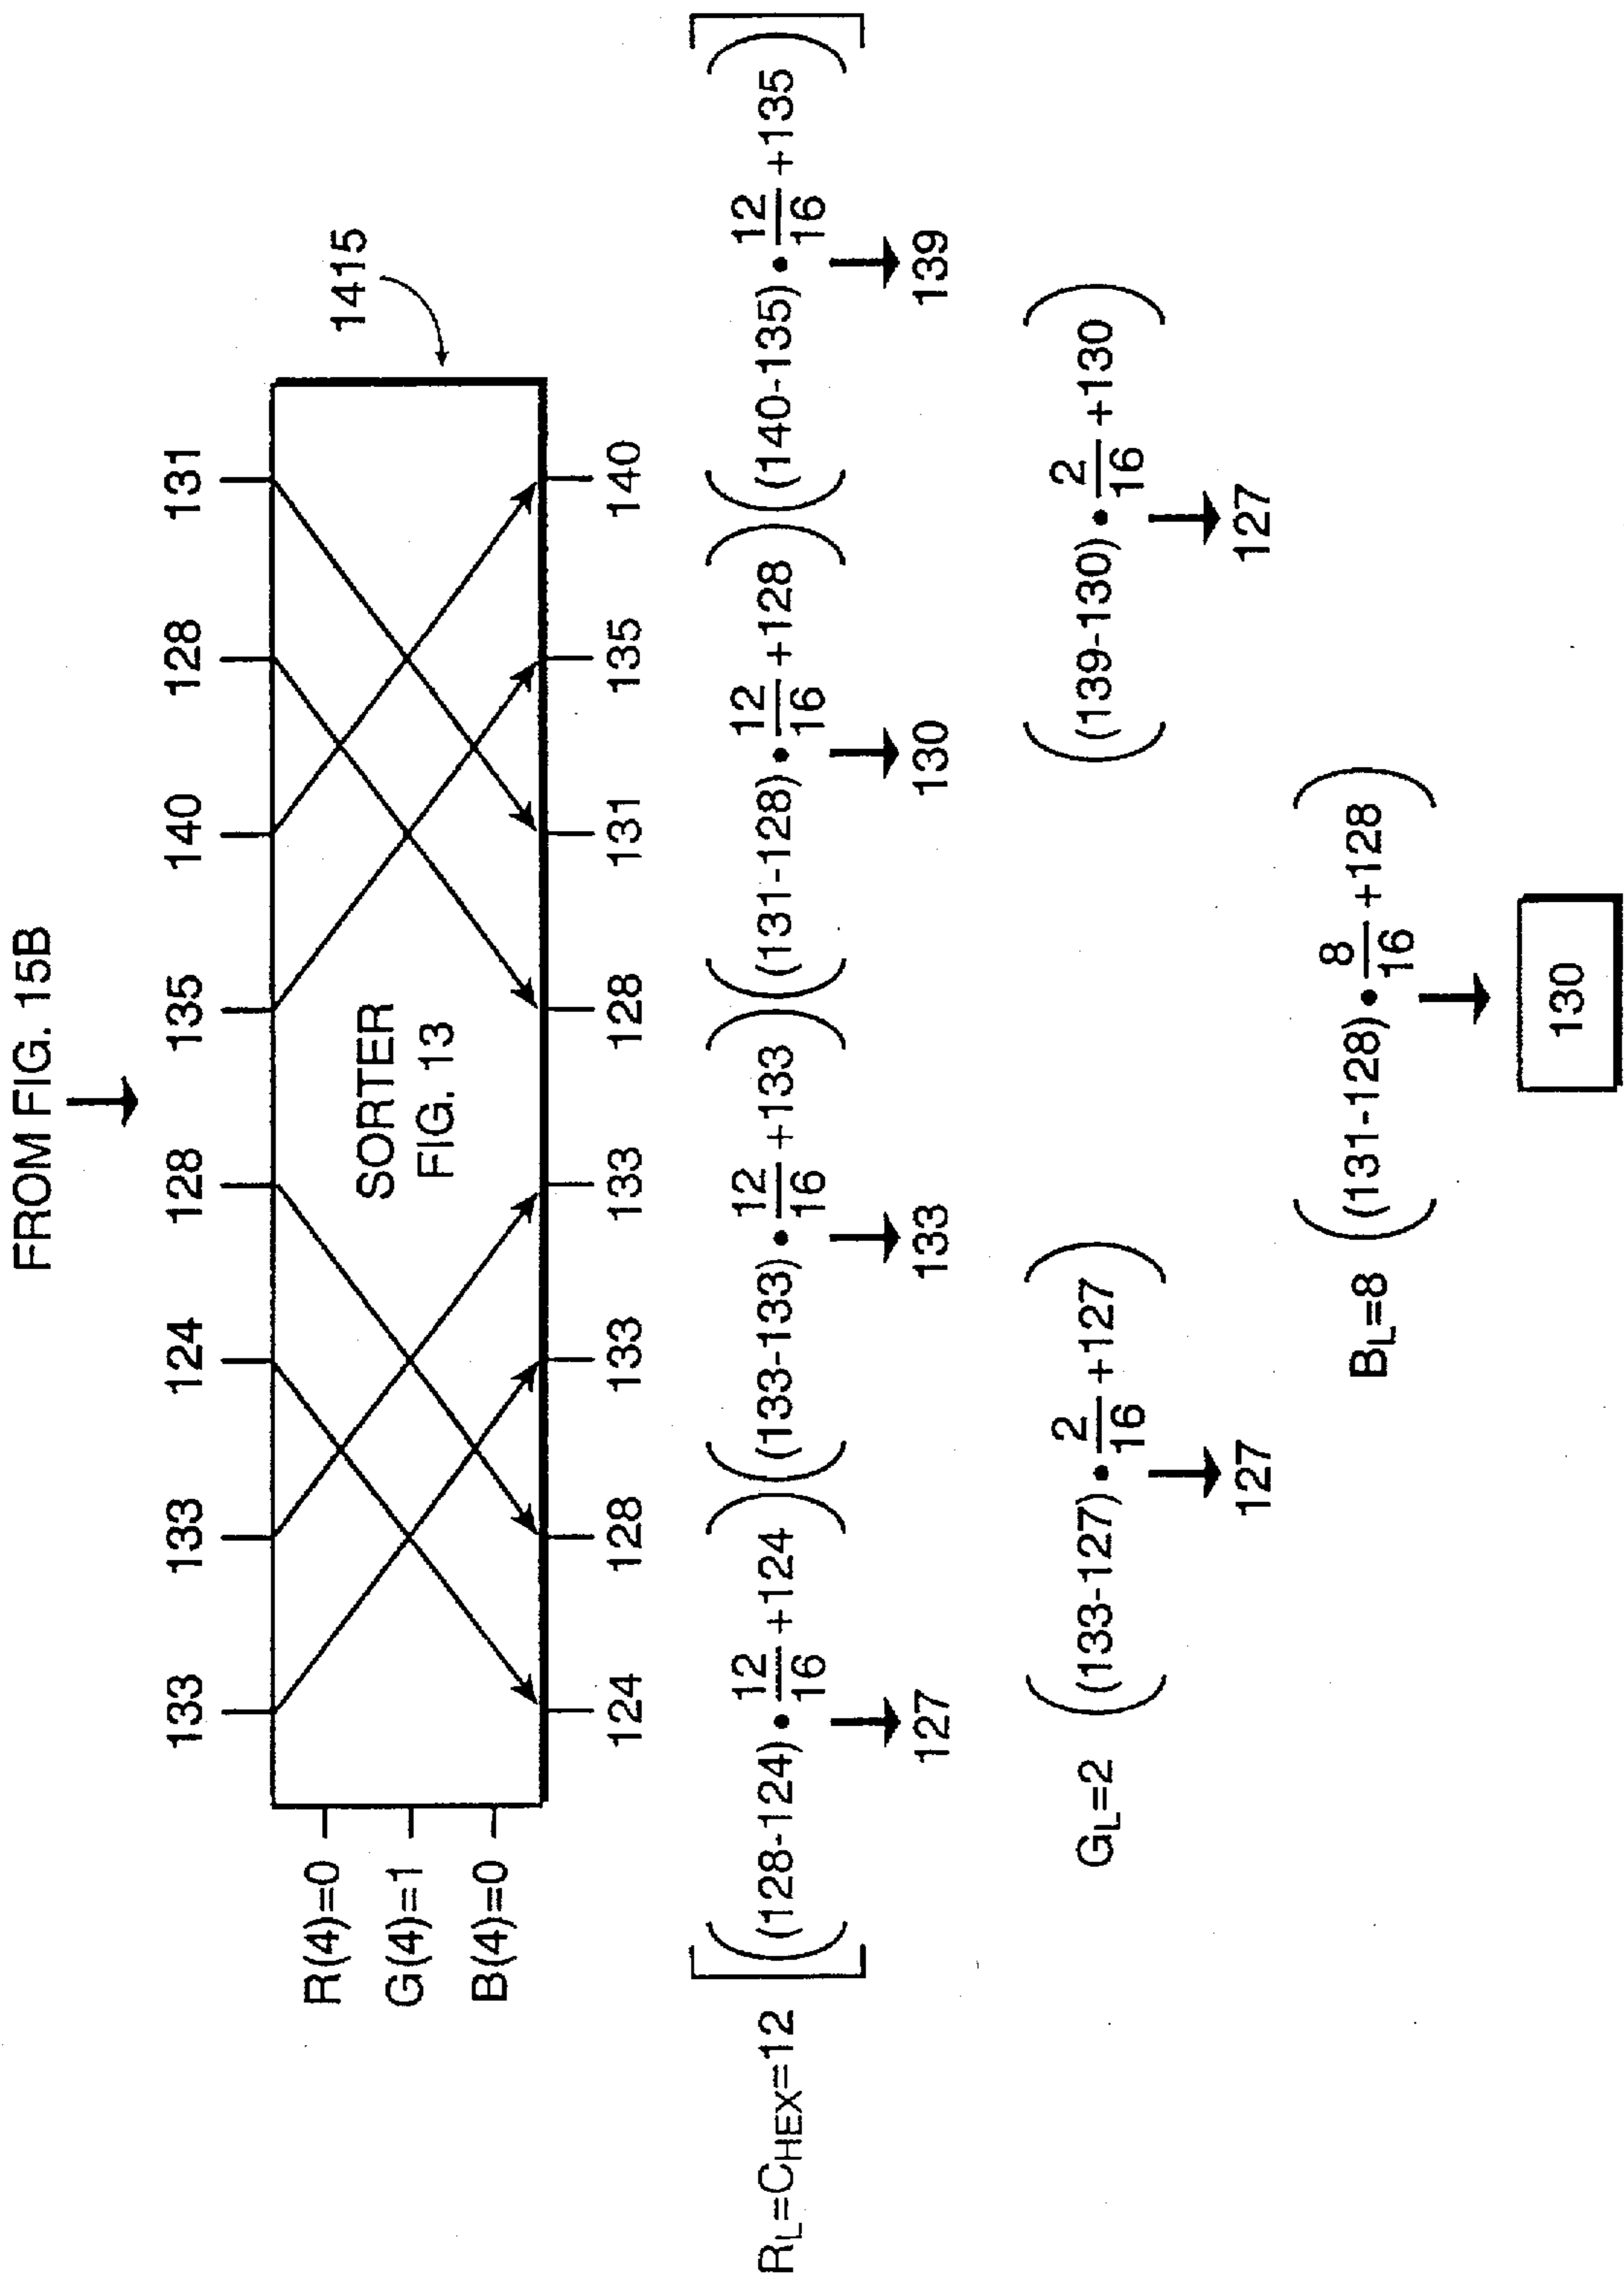 FROM FIG. 15B
133 133 124 128 135 140 128 131
1415
R(4)=0
G(4)=1
B(4)=0
SORTER
FIG. 13
124 128 133 133 128 131 135 140
R_L=C_HEX=12 [((128-124)•12/16+124)((133-133)•12/16+133)((131-128)•12/16+128)((140-135)•12/16+135)]
127 133 130 139
G_L=2 ((133-127)•2/16+127) ((139-130)•2/16+130)
127 127
B_L=8 ((131-128)•8/16+128)
130